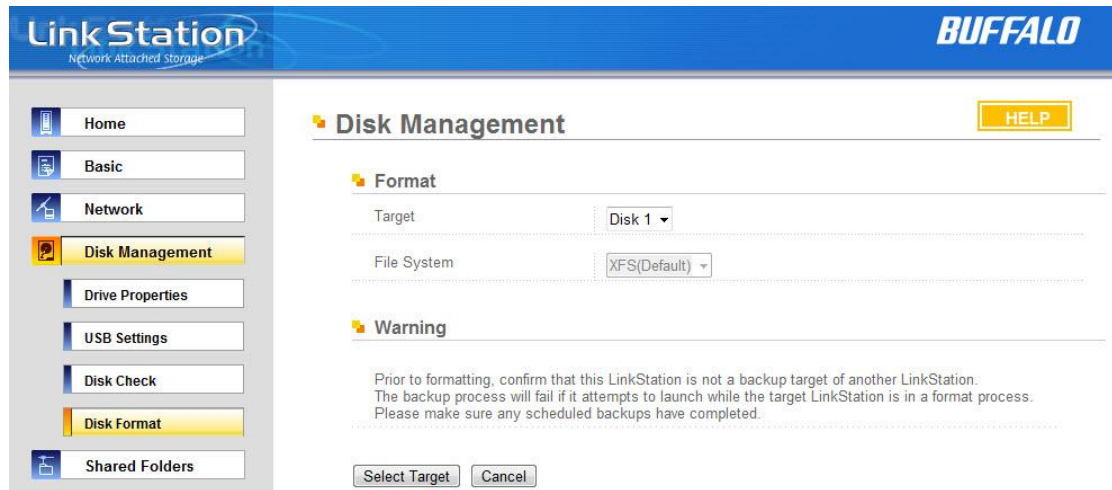 LinkStation
Network Attached Storage
BUFFALO
Home
Basic
Network
Disk Management
Drive Properties
USB Settings
Disk Check
Disk Format
Shared Folders
Disk Management
HELP
Format
Target
Disk 1
File System
XFS(Default)
Warning
Prior to formatting, confirm that this LinkStation is not a backup target of another LinkStation.
The backup process will fail if it attempts to launch while the target LinkStation is in a format process.
Please make sure any scheduled backups have completed.
Select Target
Cancel